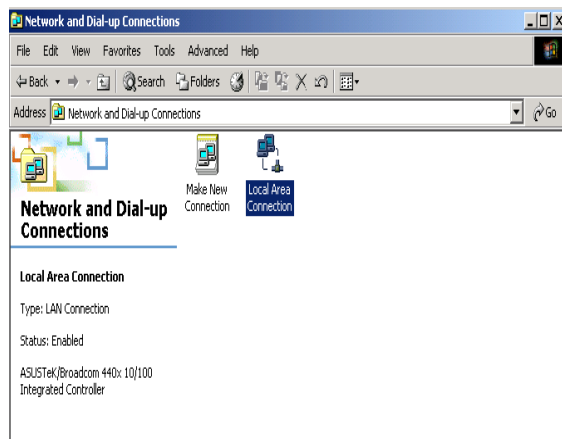 Network and Dial-up Connections
File Edit View Favorites Tools Advanced Help
Back Search Folders
Address Network and Dial-up Connections Go
Make New
Connection
Local Area
Connection
Network and Dial-up
Connections
Local Area Connection
Type: LAN Connection
Status: Enabled
ASUSTeK/Broadcom 440x 10/100
Integrated Controller